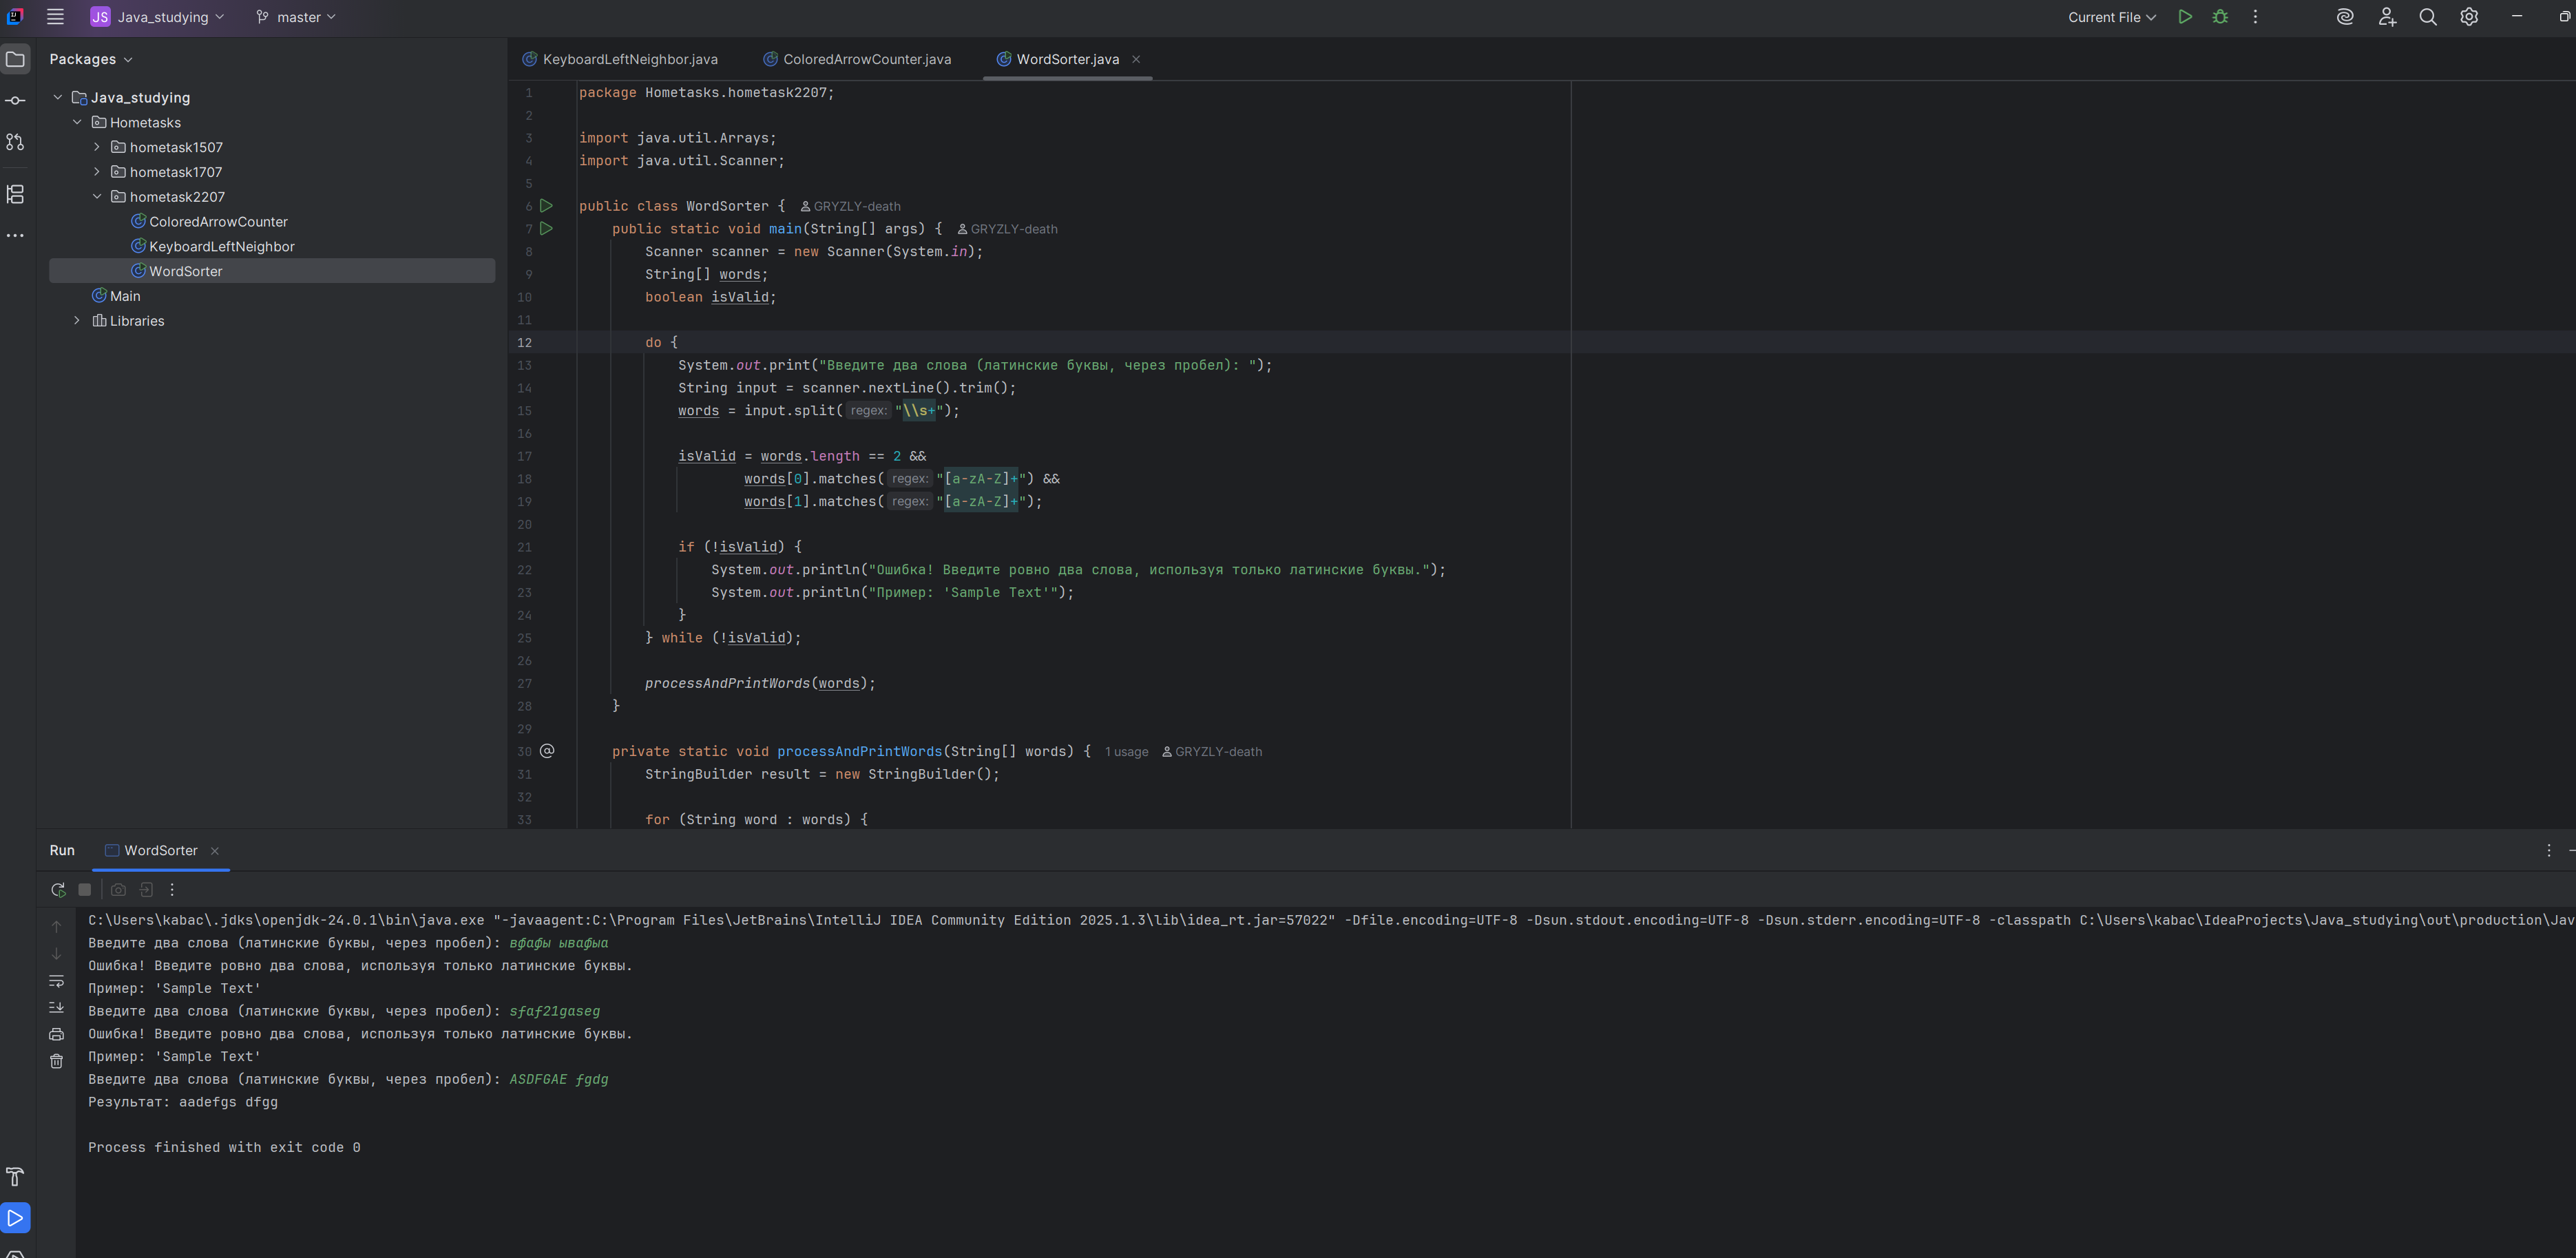 JS Java_studying master Current File
Packages
Java_studying
Hometasks
hometask1507
hometask1707
hometask2207
ColoredArrowCounter
KeyboardLeftNeighbor
WordSorter
Main
Libraries
KeyboardLeftNeighbor.java ColoredArrowCounter.java WordSorter.java
1 package Hometasks.hometask2207;
2
3 import java.util.Arrays;
4 import java.util.Scanner;
5
6 public class WordSorter { GRYZLY-death
7 public static void main(String[] args) { GRYZLY-death
8 Scanner scanner = new Scanner(System.in);
9 String[] words;
10 boolean isValid;
11
12 do {
13 System.out.print("Введите два слова (латинские буквы, через пробел): ");
14 String input = scanner.nextLine().trim();
15 words = input.split( regex: "\\s+");
16
17 isValid = words.length == 2 &&
18 words[0].matches( regex: "[a-zA-Z]+") &&
19 words[1].matches( regex: "[a-zA-Z]+");
20
21 if (!isValid) {
22 System.out.println("Ошибка! Введите ровно два слова, используя только латинские буквы.");
23 System.out.println("Пример: 'Sample Text'");
24 }
25 } while (!isValid);
26
27 processAndPrintWords(words);
28 }
29
30 private static void processAndPrintWords(String[] words) { 1 usage GRYZLY-death
31 StringBuilder result = new StringBuilder();
32
33 for (String word : words) {
Run WordSorter
C:\Users\kabac\.jdks\openjdk-24.0.1\bin\java.exe "-javaagent:C:\Program Files\JetBrains\IntelliJ IDEA Community Edition 2025.1.3\lib\idea_rt.jar=57022" -Dfile.encoding=UTF-8 -Dsun.stdout.encoding=UTF-8 -Dsun.stderr.encoding=UTF-8 -classpath C:\Users\kabac\IdeaProjects\Java_studying\out\production\Jav
Введите два слова (латинские буквы, через пробел): вфафы ывафыа
Ошибка! Введите ровно два слова, используя только латинские буквы.
Пример: 'Sample Text'
Введите два слова (латинские буквы, через пробел): sfaf21gaseg
Ошибка! Введите ровно два слова, используя только латинские буквы.
Пример: 'Sample Text'
Введите два слова (латинские буквы, через пробел): ASDFGAE fgdg
Результат: aadefgs dfgg
Process finished with exit code 0